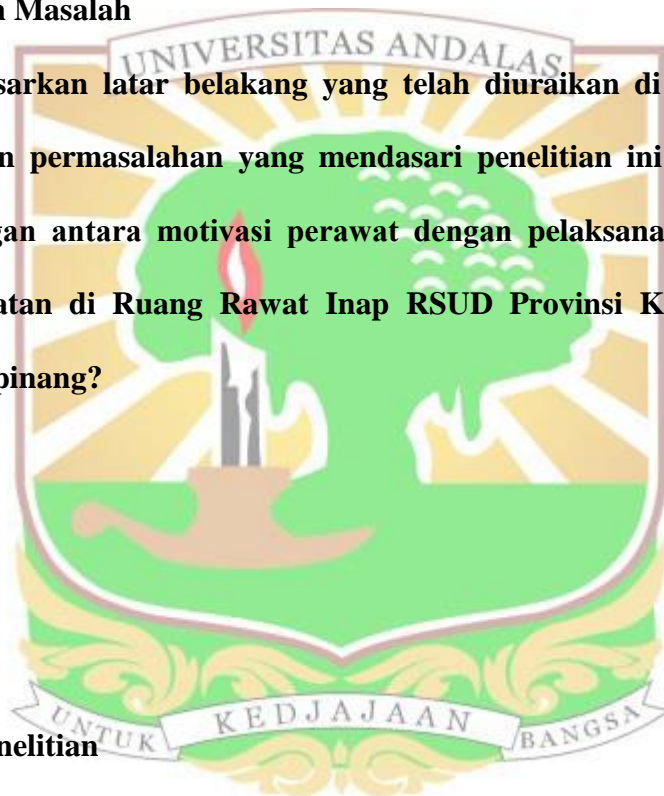 n Masalah
UNIVERSITAS ANDALAS
sarkan latar belakang yang telah diuraikan di
n permasalahan yang mendasari penelitian ini
gan antara motivasi perawat dengan pelaksana
atan di Ruang Rawat Inap RSUD Provinsi K
pinang?
UNTUK KEDJAJAAN BANGSA
nelitian